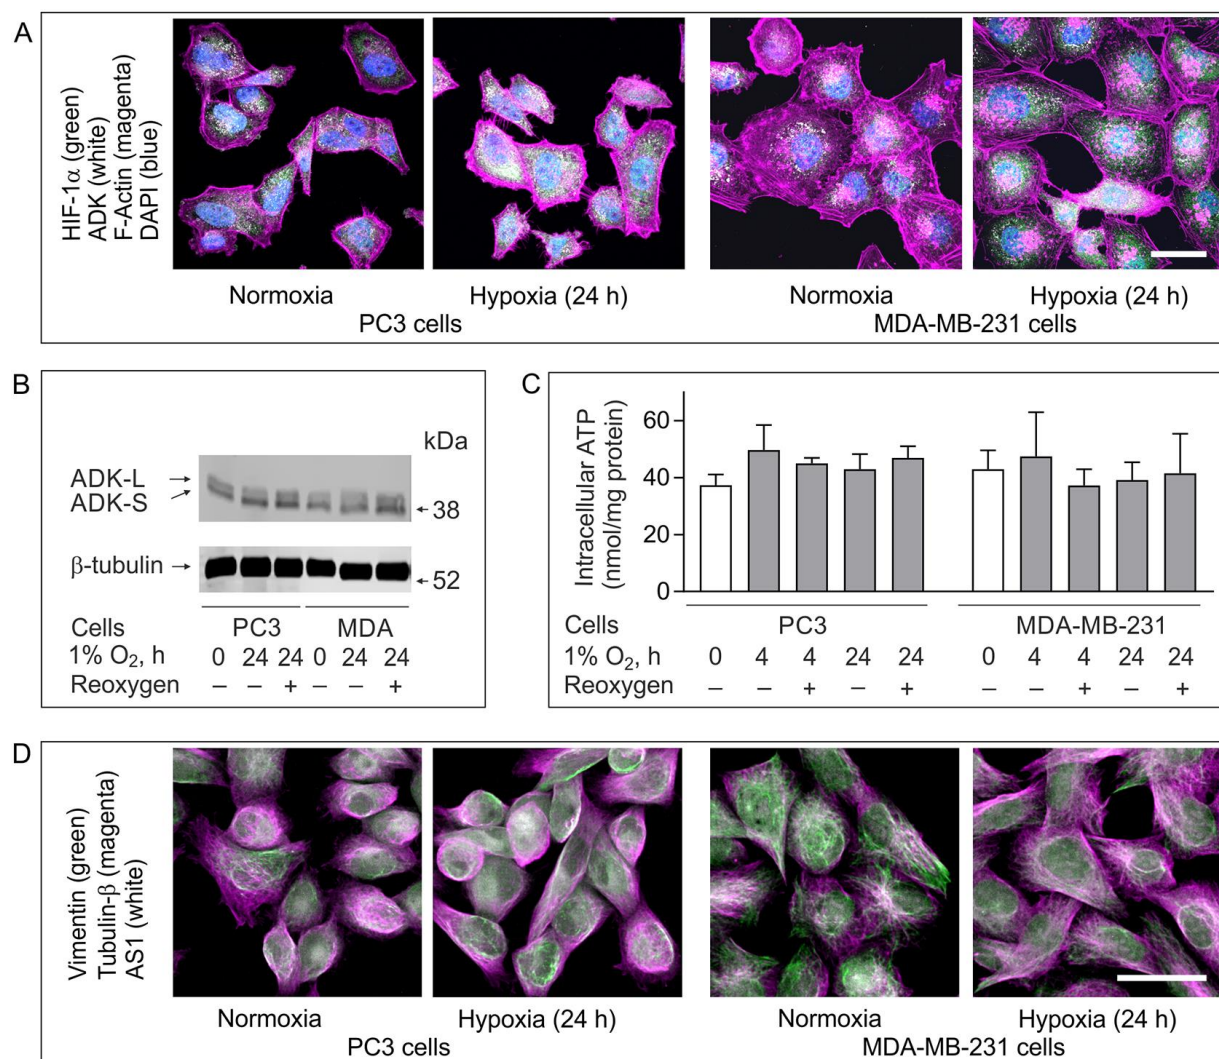 A
HIF-1α (green)
ADK (white)
F-Actin (magenta)
DAPI (blue)
Normoxia
Hypoxia (24 h)
Normoxia
Hypoxia (24 h)
PC3 cells
MDA-MB-231 cells
B
kDa
ADK-L →
ADK-S →
← 38
β-tubulin →
← 52
Cells PC3 MDA
1% O₂, h 0 24 24 0 24 24
Reoxygen – – + – – +
C
Intracellular ATP
(nmol/mg protein)
60
40
20
0
Cells PC3 MDA-MB-231
1% O₂, h 0 4 4 24 24 0 4 4 24 24
Reoxygen – – + – + – – + – +
D
Vimentin (green)
Tubulin-β (magenta)
AS1 (white)
Normoxia
Hypoxia (24 h)
Normoxia
Hypoxia (24 h)
PC3 cells
MDA-MB-231 cells